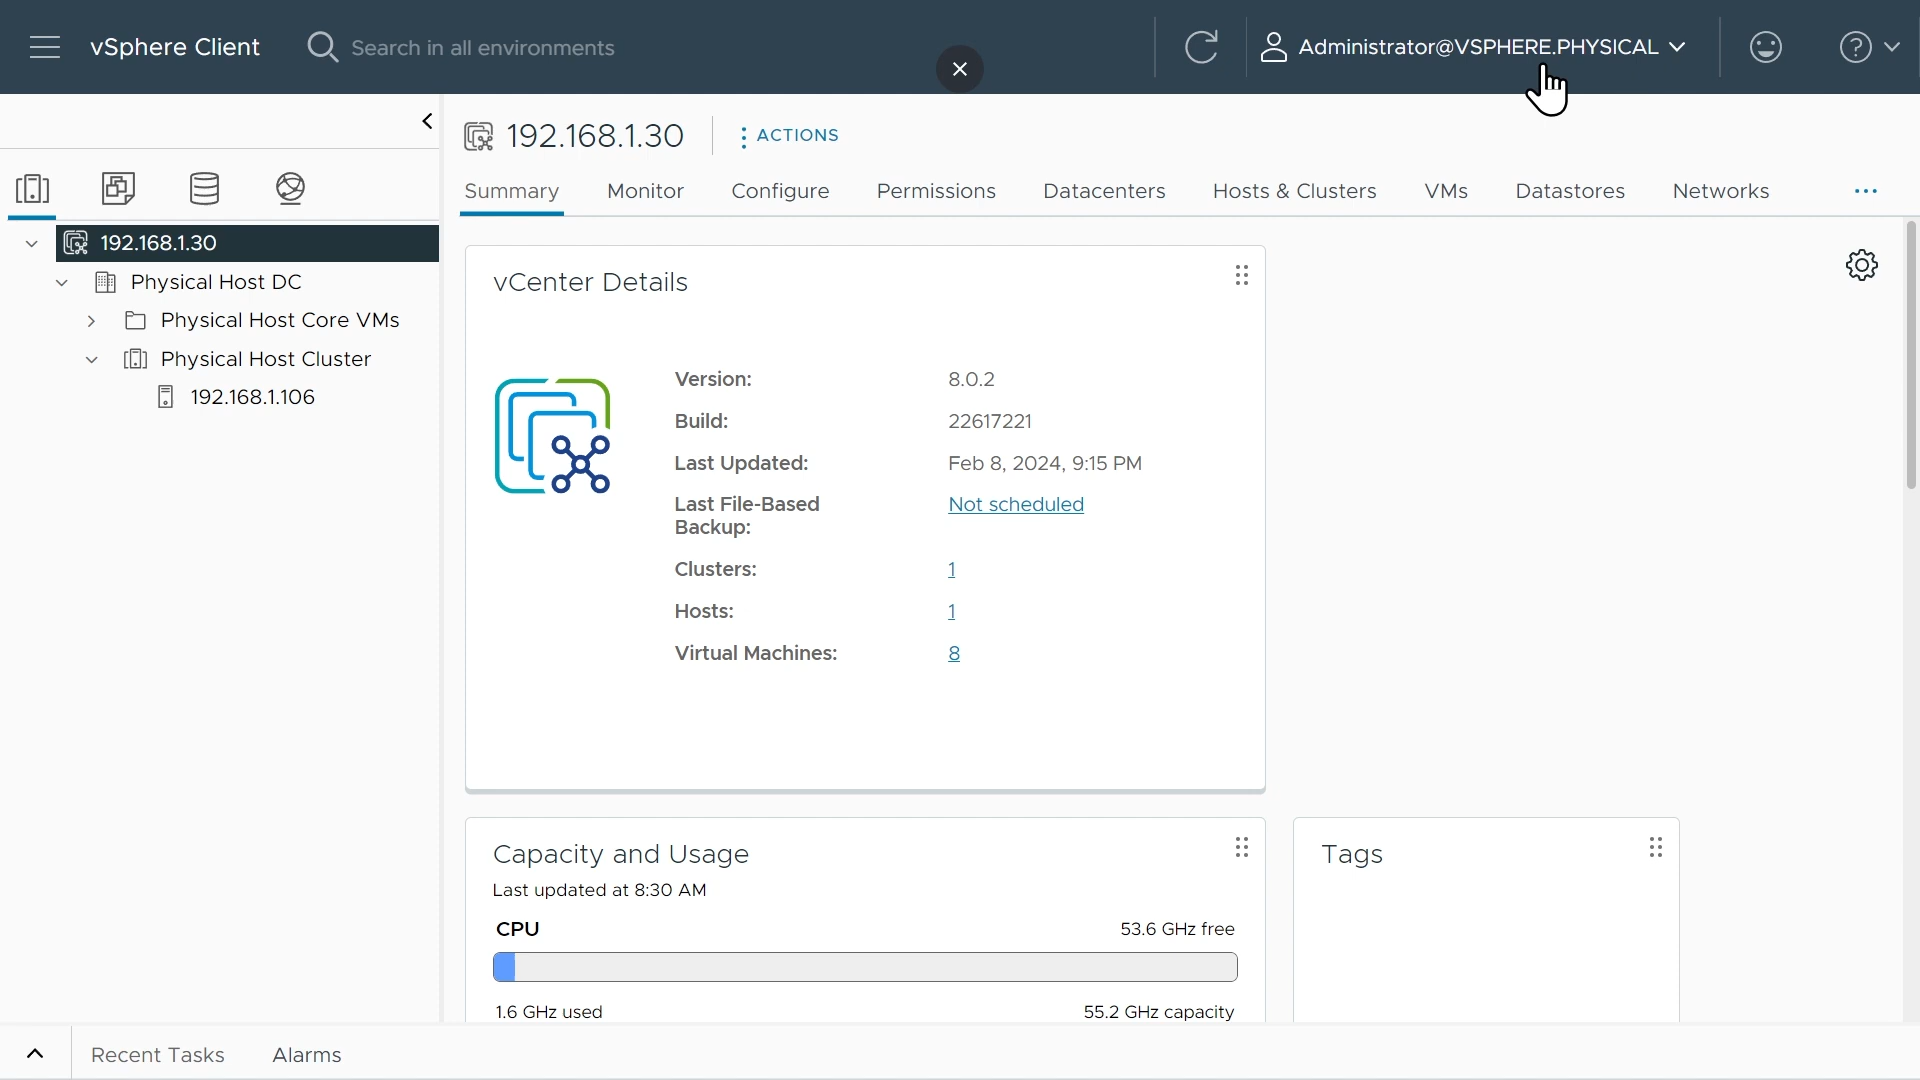 vSphere Client
Search in all environments
Administrator@VSPHERE.PHYSICAL
192.168.1.30
ACTIONS
Summary
Monitor
Configure
Permissions
Datacenters
Hosts & Clusters
VMs
Datastores
Networks
192.168.1.30
Physical Host DC
Physical Host Core VMs
Physical Host Cluster
192.168.1.106
vCenter Details
Version: 8.0.2
Build: 22617221
Last Updated: Feb 8, 2024, 9:15 PM
Last File-Based Not scheduled
Backup:
Clusters: 1
Hosts: 1
Virtual Machines: 8
Capacity and Usage
Last updated at 8:30 AM
CPU 53.6 GHz free
1.6 GHz used 55.2 GHz capacity
Tags
Recent Tasks
Alarms